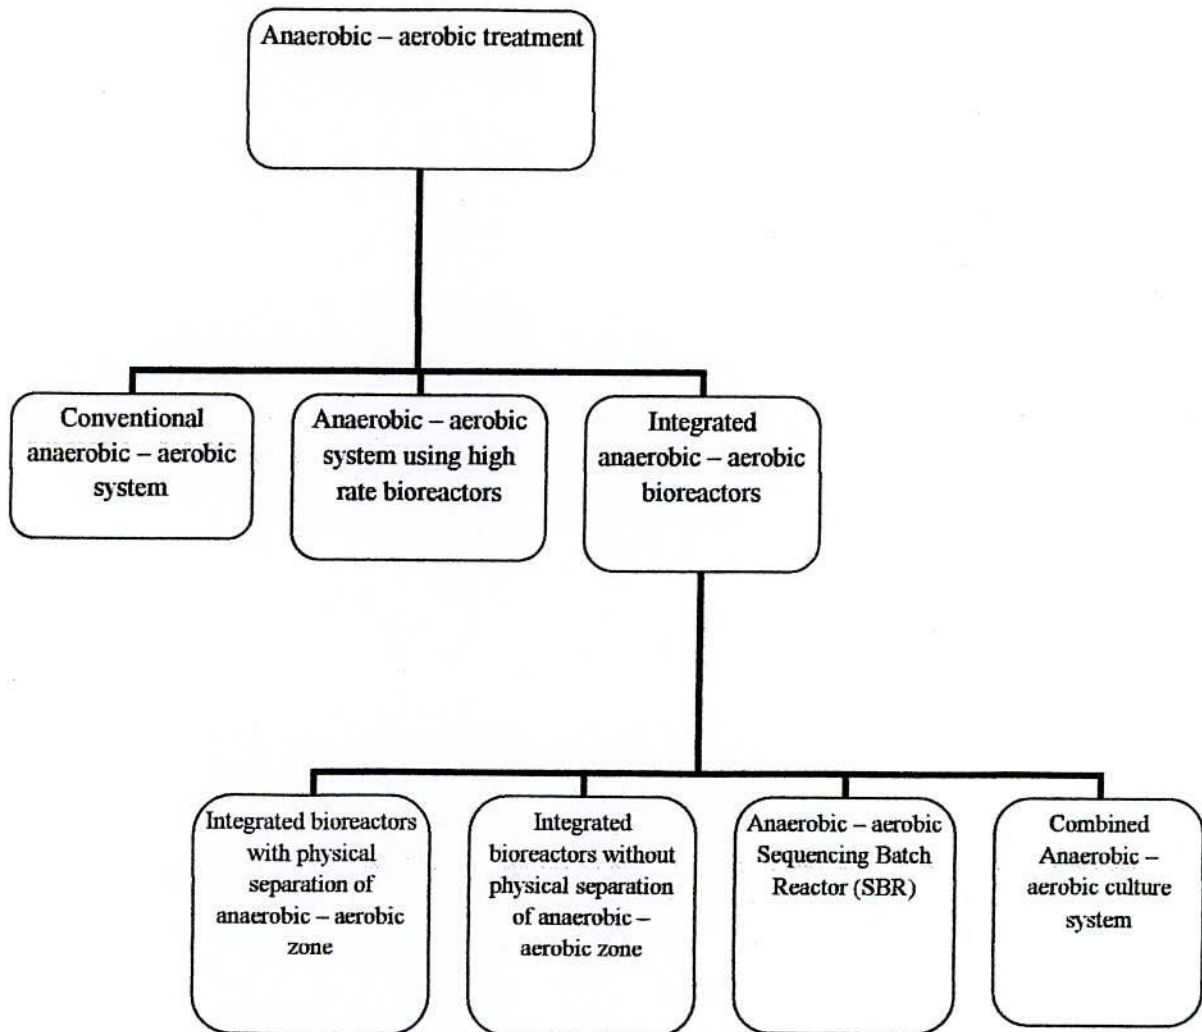 Anaerobic – aerobic treatment
Conventional
anaerobic – aerobic
system
Anaerobic – aerobic
system using high
rate bioreactors
Integrated
anaerobic – aerobic
bioreactors
Integrated bioreactors
with physical
separation of
anaerobic – aerobic
zone
Integrated
bioreactors without
physical separation
of anaerobic –
aerobic zone
Anaerobic – aerobic
Sequencing Batch
Reactor (SBR)
Combined
Anaerobic –
aerobic culture
system